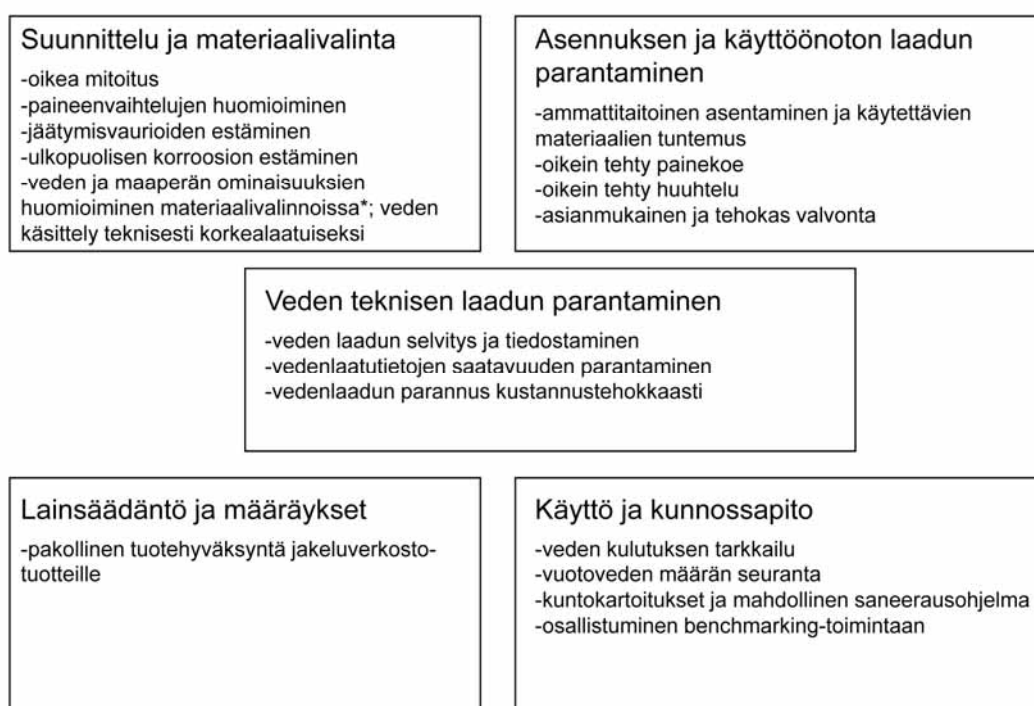 Suunnittelu ja materiaalivalinta
-oikea mitoitus
-paineenvaihtelujen huomioiminen
-jäätymisvaurioiden estäminen
-ulkopuolisen korroosion estäminen
-veden ja maaperän ominaisuuksien
huomioiminen materiaalivalinnoissa*; veden
käsittely teknisesti korkealaatuiseksi
Asennuksen ja käyttöönoton laadun
parantaminen
-ammattitaitoinen asentaminen ja käytettävien
materiaalien tuntemus
-oikein tehty painekoe
-oikein tehty huuhtelu
-asianmukainen ja tehokas valvonta
Veden teknisen laadun parantaminen
-veden laadun selvitys ja tiedostaminen
-vedenlaatutietojen saatavuuden parantaminen
-vedenlaadun parannus kustannustehokkaasti
Lainsäädäntö ja määräykset
-pakollinen tuotehyväksyntä jakeluverkosto-
tuotteille
Käyttö ja kunnossapito
-veden kulutuksen tarkkailu
-vuotoveden määrän seuranta
-kuntokartoitukset ja mahdollinen saneerausohjelma
-osallistuminen benchmarking-toimintaan